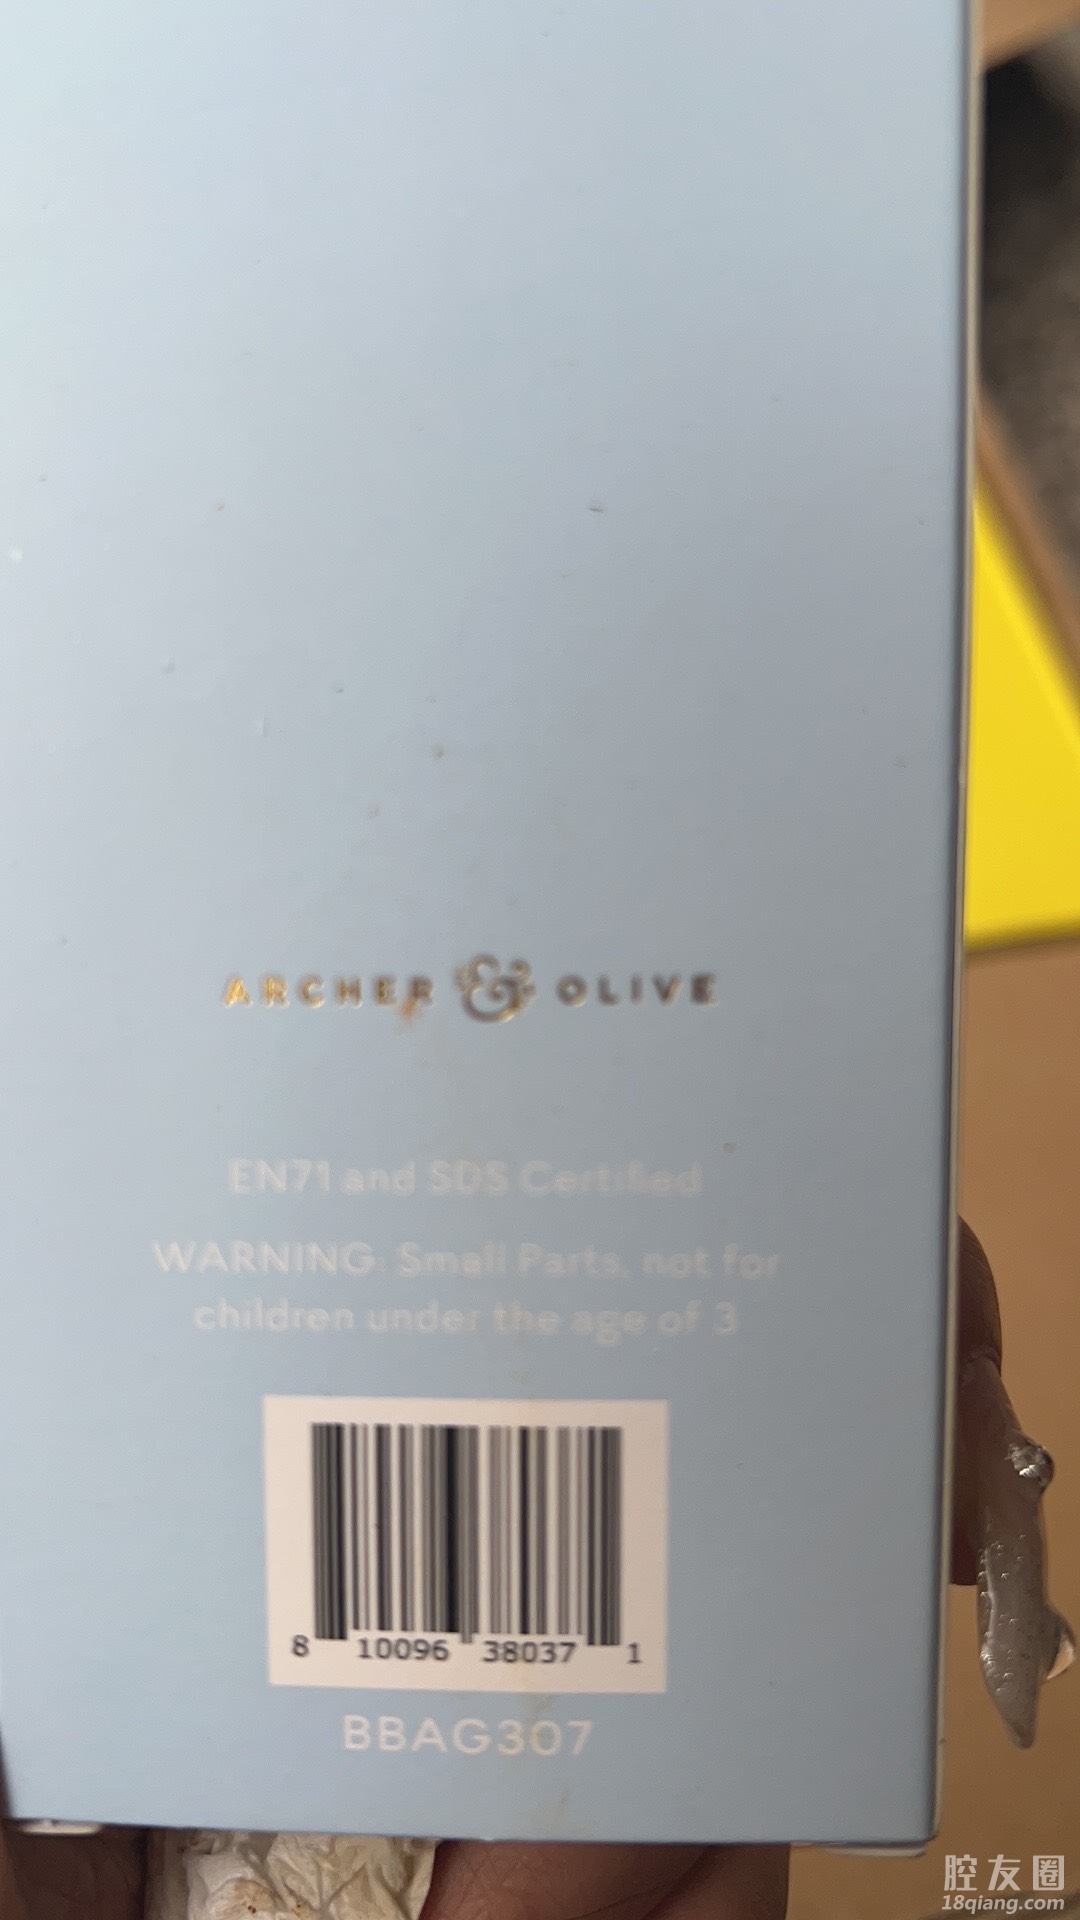 ARCHER & OLIVE
EN71 and SDS Certified
WARNING: Small Parts, not for
children under the age of 3
8 10096 38037 1
BBAG307
腔友圈
18qiang.com